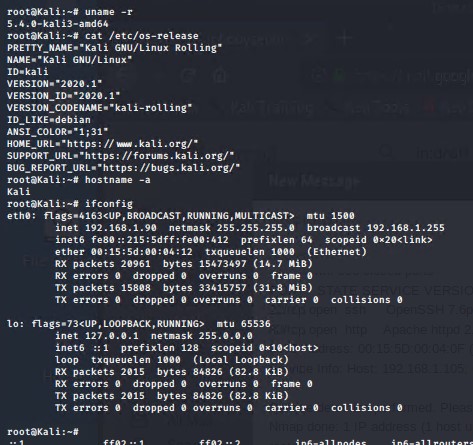 root@Kali:~# uname -r
5.4.0-kali3-amd64
root@Kali:~# cat /etc/os-release
PRETTY_NAME="Kali GNU/Linux Rolling"
NAME="Kali GNU/Linux"
ID=kali
VERSION="2020.1"
VERSION_ID="2020.1"
VERSION_CODENAME="kali-rolling"
ID_LIKE=debian
ANSI_COLOR="1;31"
HOME_URL="https://www.kali.org/"
SUPPORT_URL="https://forums.kali.org/"
BUG_REPORT_URL="https://bugs.kali.org/"
root@Kali:~# hostname -a
Kali
root@Kali:~# ifconfig
eth0: flags=4163<UP,BROADCAST,RUNNING,MULTICAST>  mtu 1500
        inet 192.168.1.90  netmask 255.255.255.0  broadcast 192.168.1.255
        inet6 fe80::215:5dff:fe00:412  prefixlen 64  scopeid 0×20<link>
        ether 00:15:5d:00:04:12  txqueuelen 1000  (Ethernet)
        RX packets 20961  bytes 15473497 (14.7 MiB)
        RX errors 0  dropped 0  overruns 0  frame 0
        TX packets 15808  bytes 33415757 (31.8 MiB)
        TX errors 0  dropped 0 overruns 0  carrier 0  collisions 0
lo: flags=73<UP,LOOPBACK,RUNNING>  mtu 65536
        inet 127.0.0.1  netmask 255.0.0.0
        inet6 ::1  prefixlen 128  scopeid 0×10<host>
        loop  txqueuelen 1000  (Local Loopback)
        RX packets 2015  bytes 84826 (82.8 KiB)
        RX errors 0  dropped 0  overruns 0  frame 0
        TX packets 2015  bytes 84826 (82.8 KiB)
        TX errors 0  dropped 0 overruns 0  carrier 0  collisions 0
root@Kali:~#
::1  ff02::1  ff02::2  ip6-allnodes  ip6-allrouters
New Message
STATE SERVICE VERSION